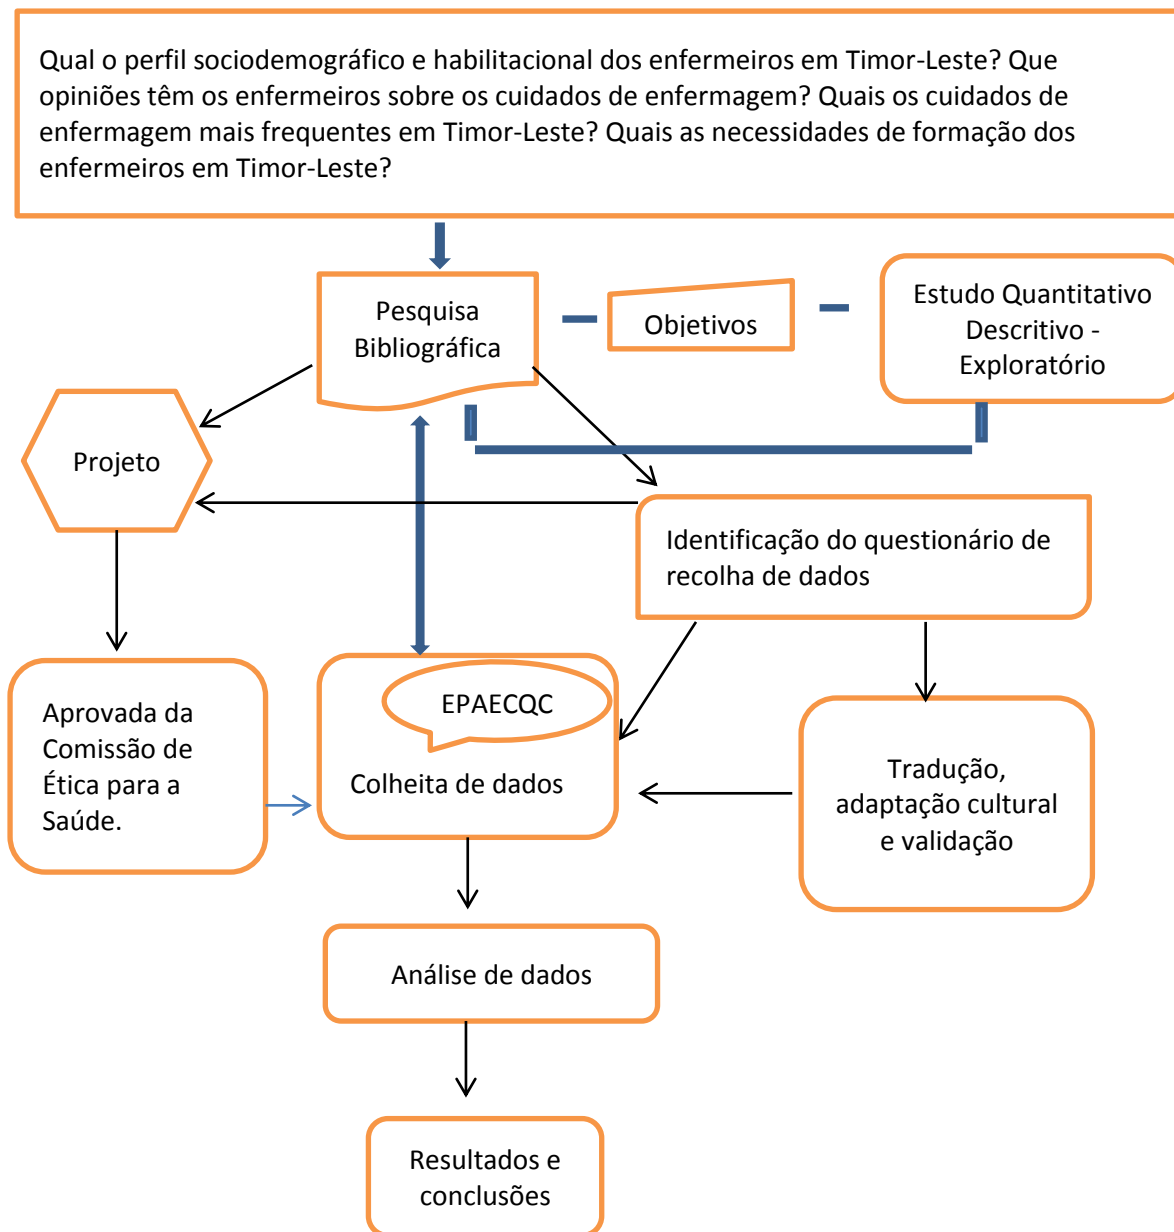 Qual o perfil sociodemográfico e habilitacional dos enfermeiros em Timor-Leste? Que
opiniões têm os enfermeiros sobre os cuidados de enfermagem? Quais os cuidados de
enfermagem mais frequentes em Timor-Leste? Quais as necessidades de formação dos
enfermeiros em Timor-Leste?
Pesquisa
Bibliográfica
Objetivos
Estudo Quantitativo
Descritivo -
Exploratório
Projeto
Identificação do questionário de
recolha de dados
Aprovada da
Comissão de
Ética para a
Saúde.
EPAECQC
Colheita de dados
Tradução,
adaptação cultural
e validação
Análise de dados
Resultados e
conclusões